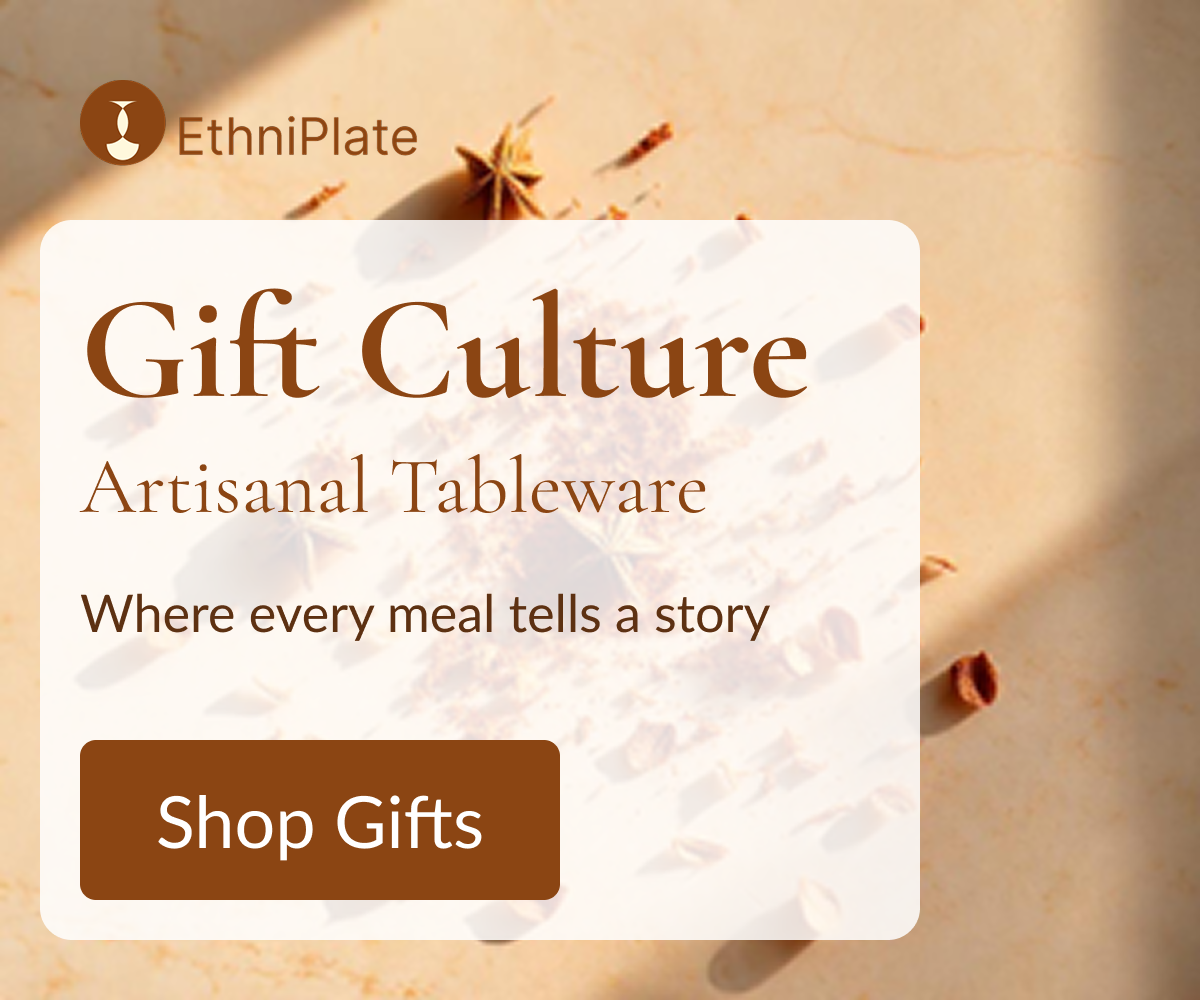 EthniPlate
Gift Culture
Artisanal Tableware
Where every meal tells a story
Shop Gifts